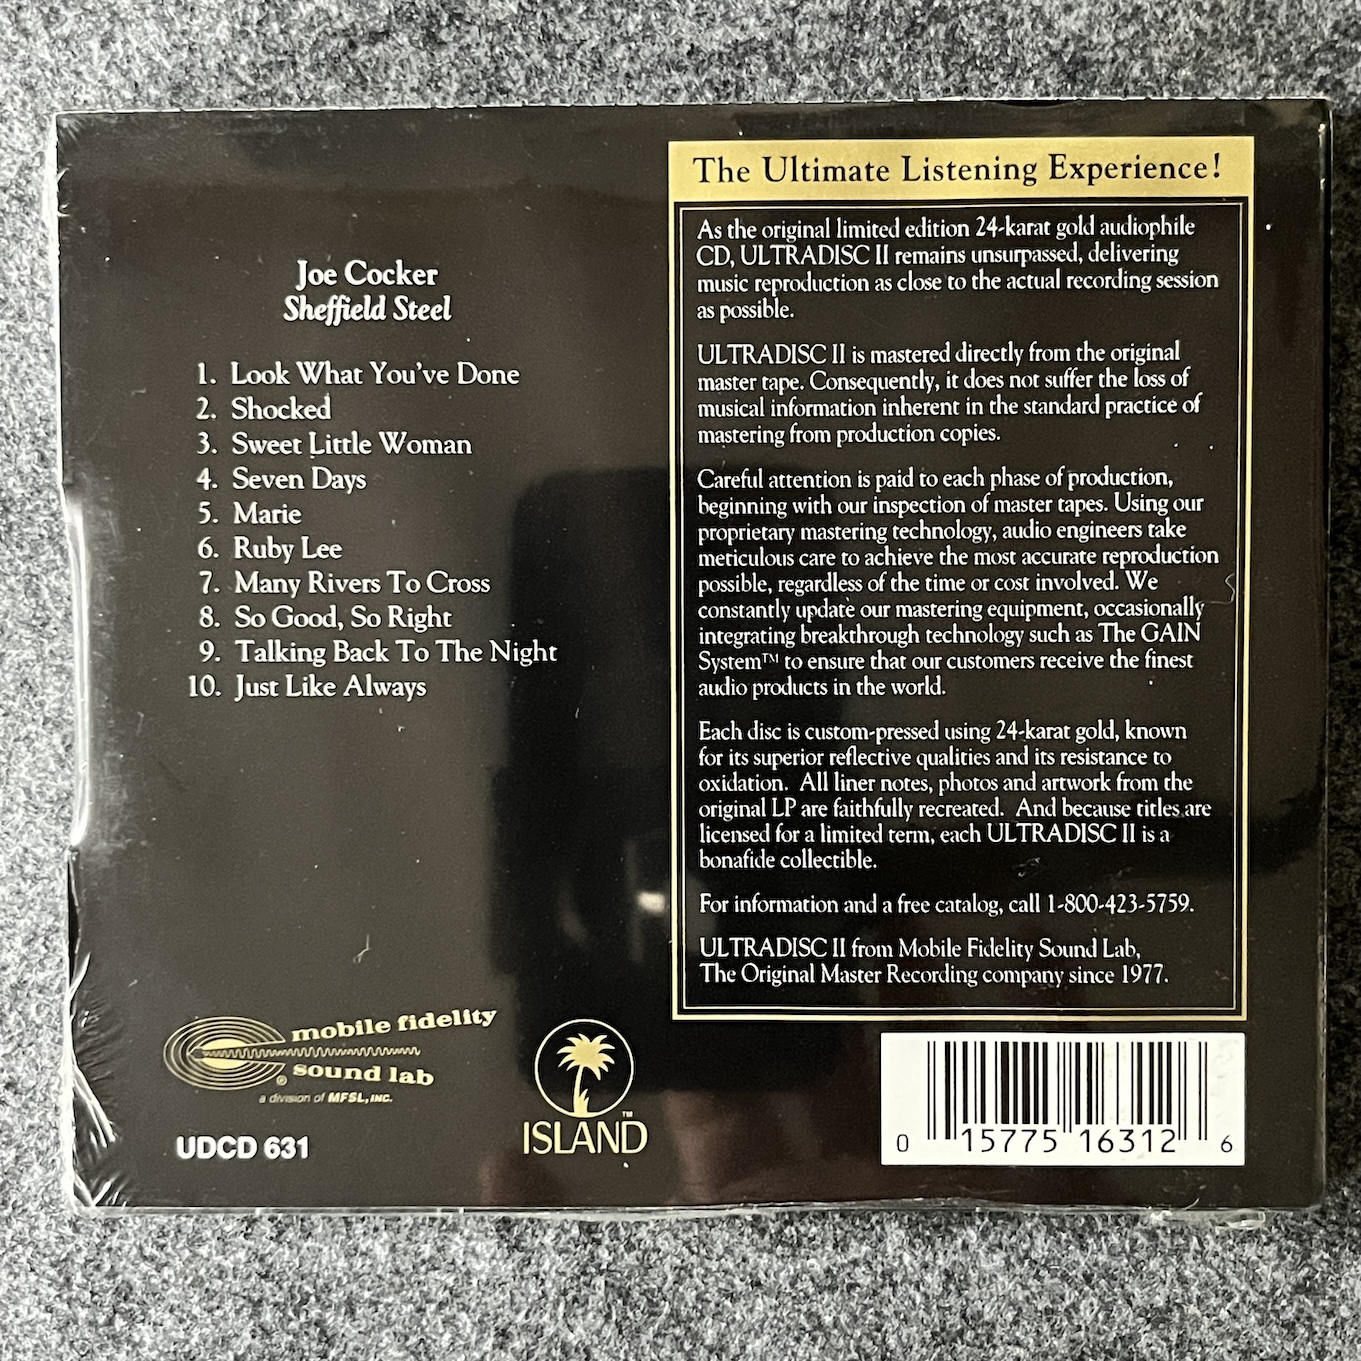 Joe Cocker
Sheffield Steel
1. Look What You've Done
2. Shocked
3. Sweet Little Woman
4. Seven Days
5. Marie
6. Ruby Lee
7. Many Rivers To Cross
8. So Good, So Right
9. Talking Back To The Night
10. Just Like Always
The Ultimate Listening Experience!
As the original limited edition 24-karat gold audiophile
CD, ULTRADISC II remains unsurpassed, delivering
music reproduction as close to the actual recording session
as possible.
ULTRADISC II is mastered directly from the original
master tape. Consequently, it does not suffer the loss of
musical information inherent in the standard practice of
mastering from production copies.
Careful attention is paid to each phase of production,
beginning with our inspection of master tapes. Using our
proprietary mastering technology, audio engineers take
meticulous care to achieve the most accurate reproduction
possible, regardless of the time or cost involved. We
constantly update our mastering equipment, occasionally
integrating breakthrough technology such as The GAIN
System™ to ensure that our customers receive the finest
audio products in the world.
Each disc is custom-pressed using 24-karat gold, known
for its superior reflective qualities and its resistance to
oxidation. All liner notes, photos and artwork from the
original LP are faithfully recreated. And because titles are
licensed for a limited term, each ULTRADISC II is a
bonafide collectible.
For information and a free catalog, call 1-800-423-5759.
ULTRADISC II from Mobile Fidelity Sound Lab,
The Original Master Recording company since 1977.
mobile fidelity
® sound lab
a division of MFSL, INC.
UDCD 631
™
ISLAND
0 15775 16312 6